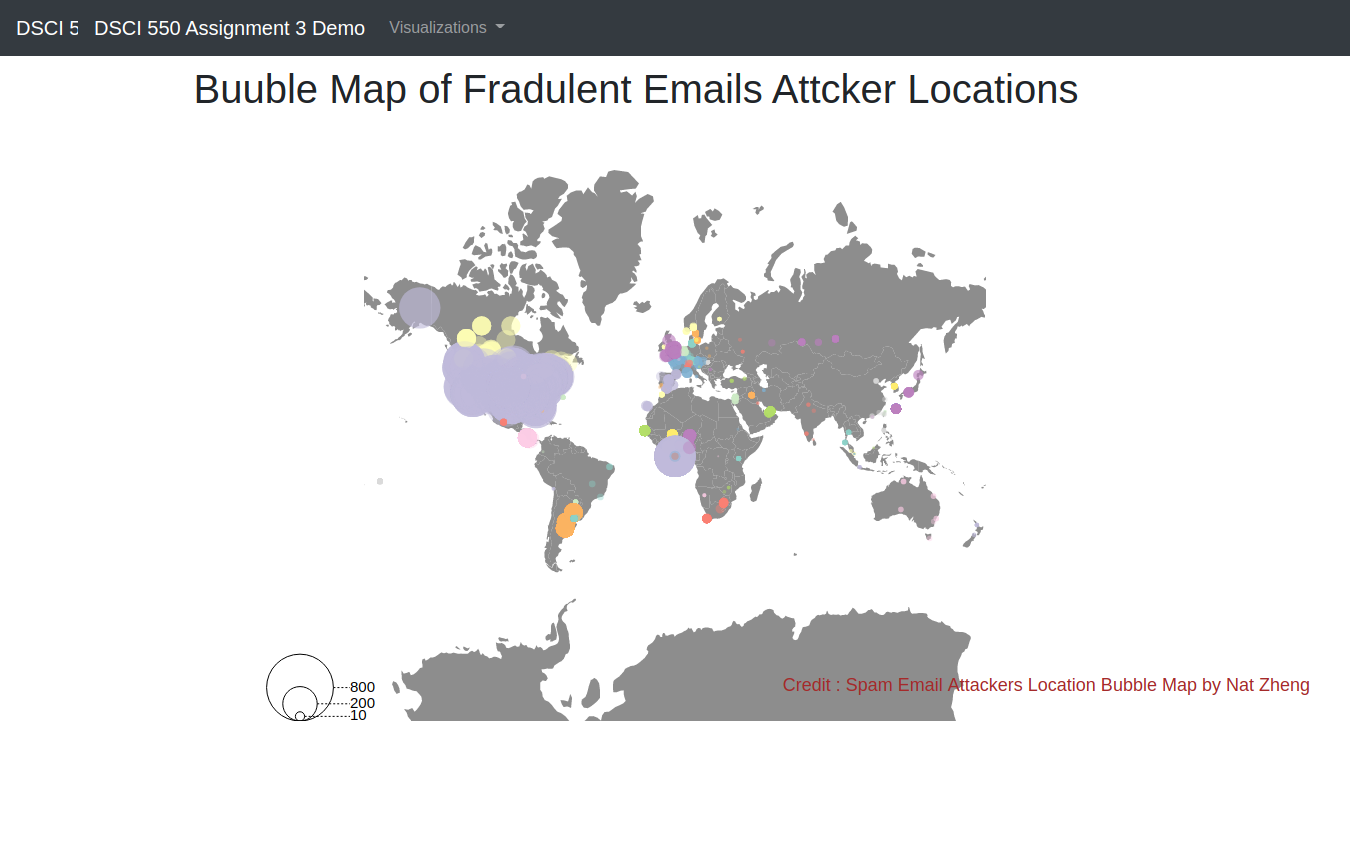 DSCI 5 DSCI 550 Assignment 3 Demo Visualizations
Buuble Map of Fradulent Emails Attcker Locations
800
200
10
Credit : Spam Email Attackers Location Bubble Map by Nat Zheng